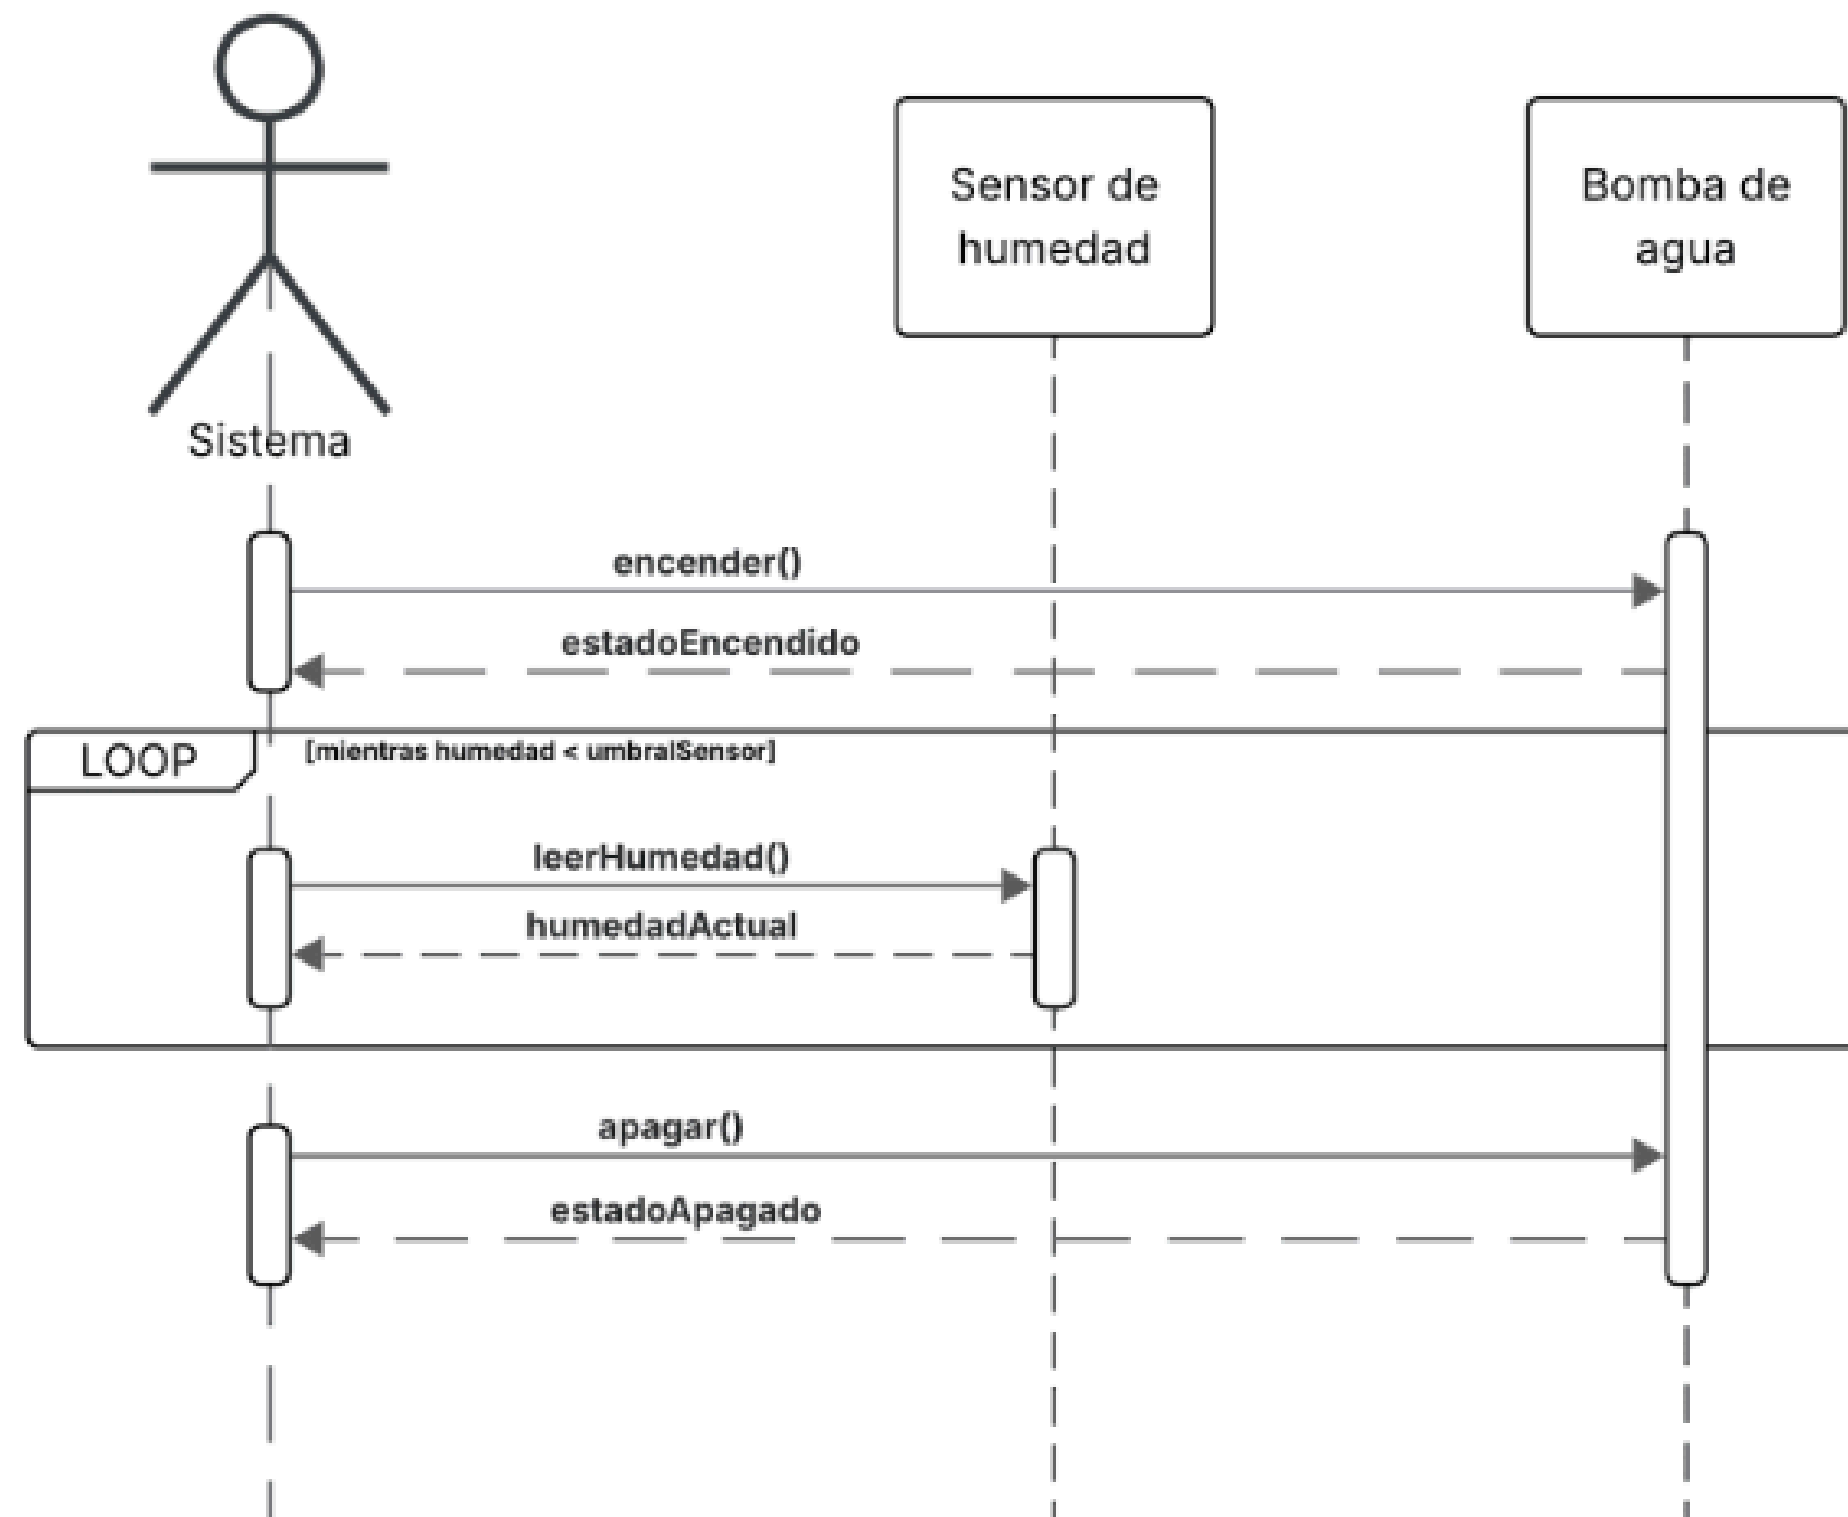 Sensor de
humedad
Bomba de
agua
Sistema
encender()
estadoEncendido
LOOP
[mientras humedad < umbralSensor]
leerHumedad()
humedadActual
apagar()
estadoApagado